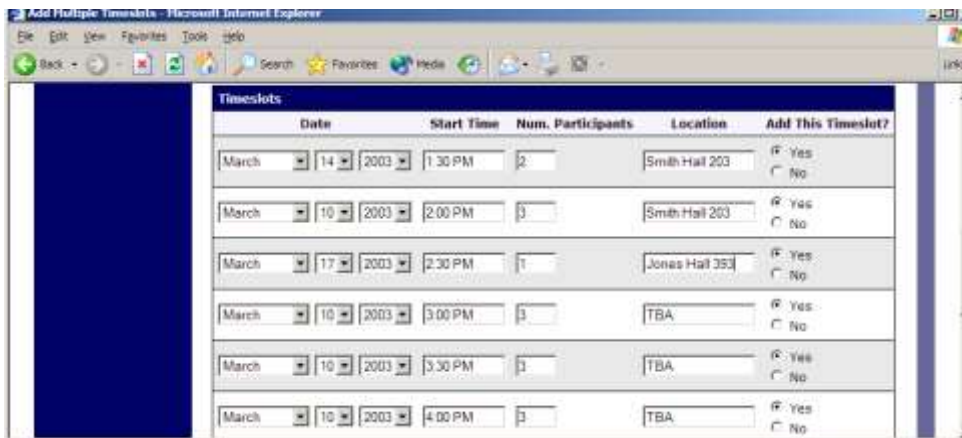 Add Multiple Timeslots - Microsoft Internet Explorer
File Edit View Favorites Tools Help
Back Search Favorites Media Links
Timeslots
Date Start Time Num. Participants Location Add This Timeslot?
March 14 2003 1:30 PM 2 Smith Hall 203 Yes
No
March 10 2003 2:00 PM 3 Smith Hall 203 Yes
No
March 17 2003 2:30 PM 1 Jones Hall 393 Yes
No
March 10 2003 3:00 PM 3 TBA Yes
No
March 10 2003 3:30 PM 3 TBA Yes
No
March 10 2003 4:00 PM 3 TBA Yes
No